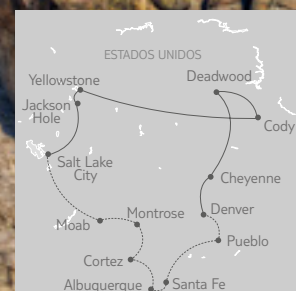 ESTADOS UNIDOS
Yellowstone
Deadwood
Jackson
Hole
Cody
Salt Lake
City
Cheyenne
Montrose
Denver
Moab
Pueblo
Cortez
Albuquerque
Santa Fe